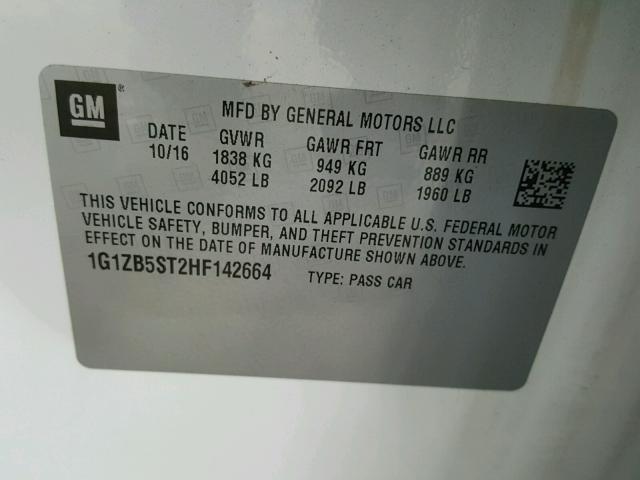 GM ®
MFD BY GENERAL MOTORS LLC
DATE GVWR GAWR FRT GAWR RR
10/16 1838 KG 949 KG 889 KG
4052 LB 2092 LB 1960 LB
THIS VEHICLE CONFORMS TO ALL APPLICABLE U.S. FEDERAL MOTOR
VEHICLE SAFETY, BUMPER, AND THEFT PREVENTION STANDARDS IN
EFFECT ON THE DATE OF MANUFACTURE SHOWN ABOVE.
1G1ZB5ST2HF142664 TYPE: PASS CAR